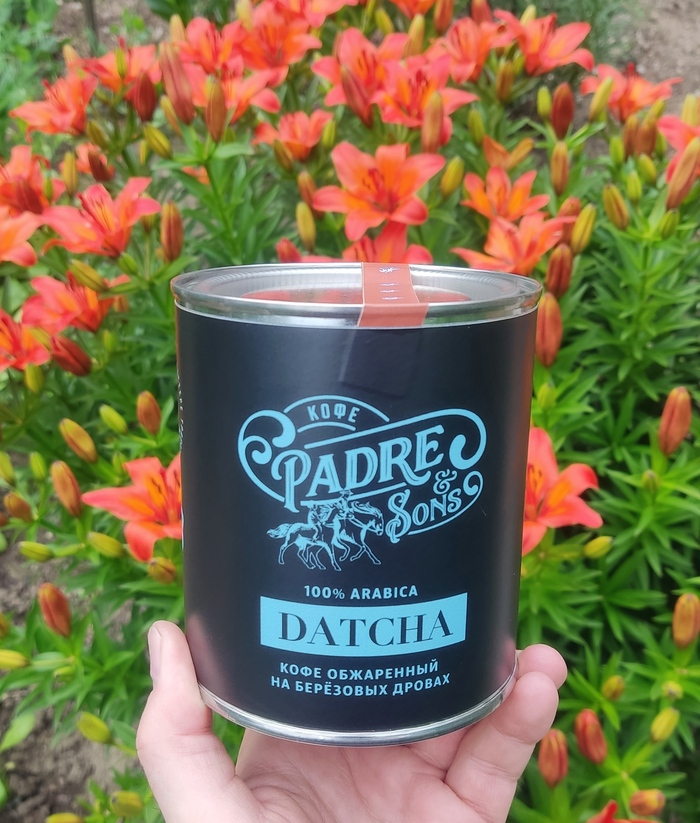 КОФЕ
PADRE
& SONS
100% ARABICA
DATCHA
КОФЕ ОБЖАРЕННЫЙ
НА БЕРЁЗОВЫХ ДРОВАХ